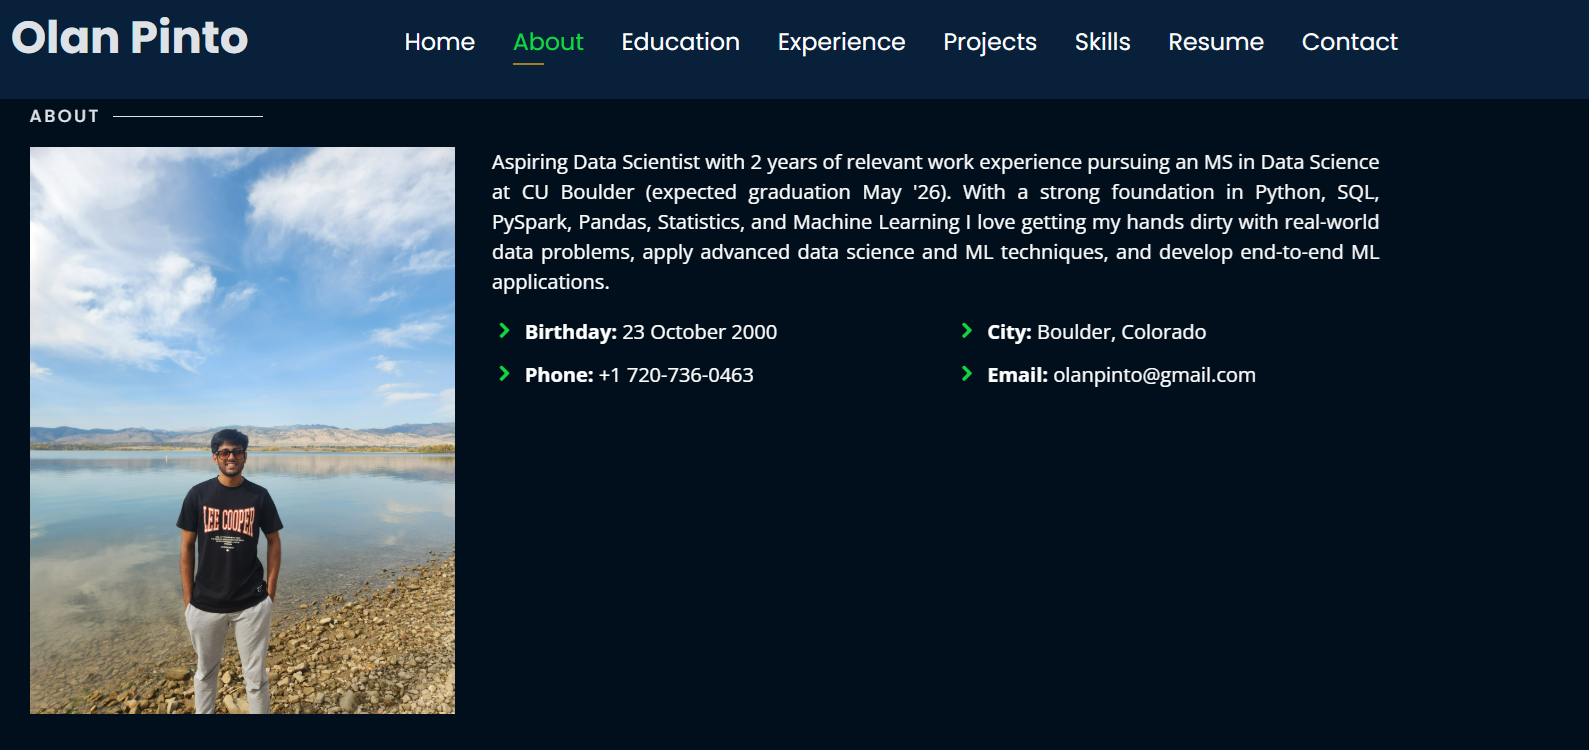 Olan Pinto
Home About Education Experience Projects Skills Resume Contact
ABOUT
Aspiring Data Scientist with 2 years of relevant work experience pursuing an MS in Data Science
at CU Boulder (expected graduation May '26). With a strong foundation in Python, SQL,
PySpark, Pandas, Statistics, and Machine Learning I love getting my hands dirty with real-world
data problems, apply advanced data science and ML techniques, and develop end-to-end ML
applications.
Birthday: 23 October 2000
City: Boulder, Colorado
Phone: +1 720-736-0463
Email: olanpinto@gmail.com
LEE COOPER